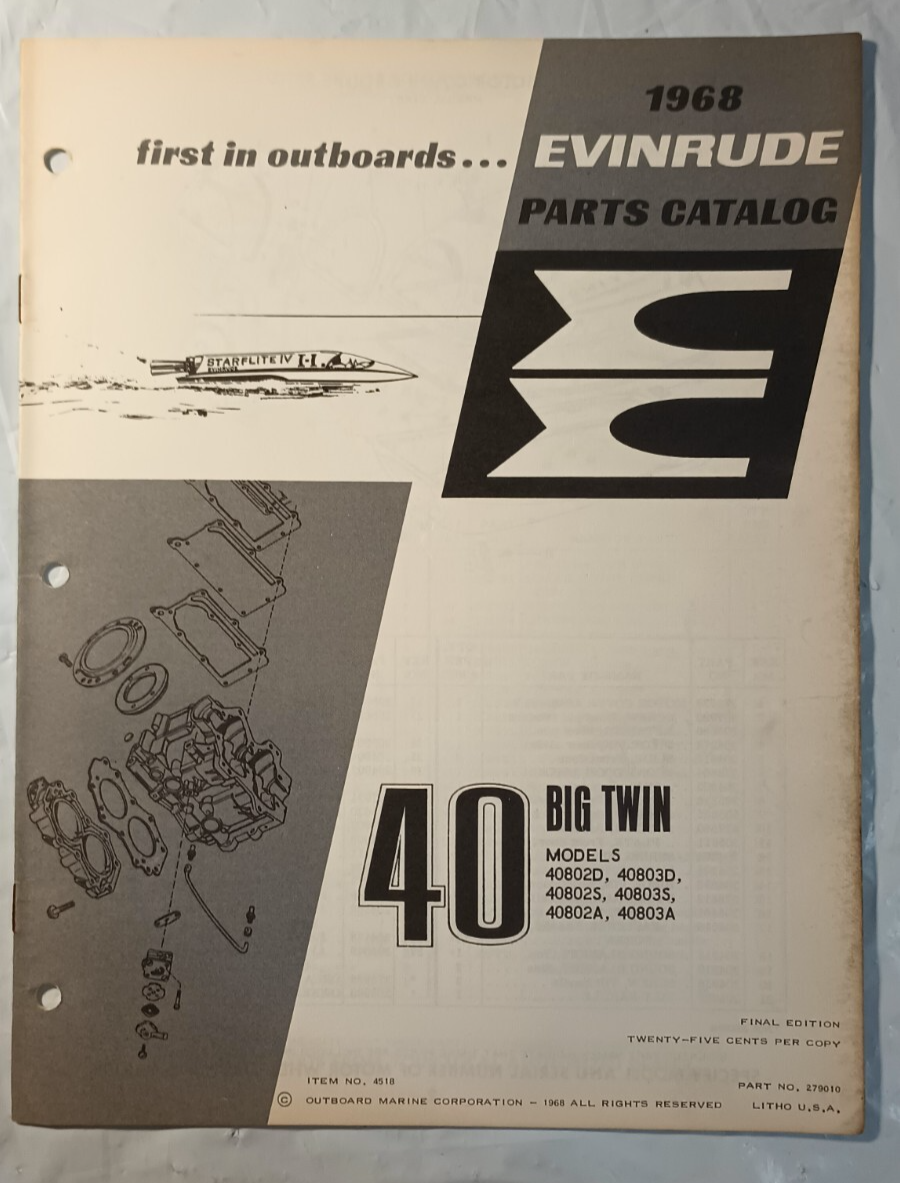 1968
first in outboards... EVINRUDE
PARTS CATALOG
STARFLITE IV
40 BIG TWIN
MODELS
40802D, 40803D,
40802S, 40803S,
40802A, 40803A
FINAL EDITION
TWENTY-FIVE CENTS PER COPY
ITEM NO. 4518
PART NO. 279010
© OUTBOARD MARINE CORPORATION - 1968 ALL RIGHTS RESERVED
LITHO U.S.A.